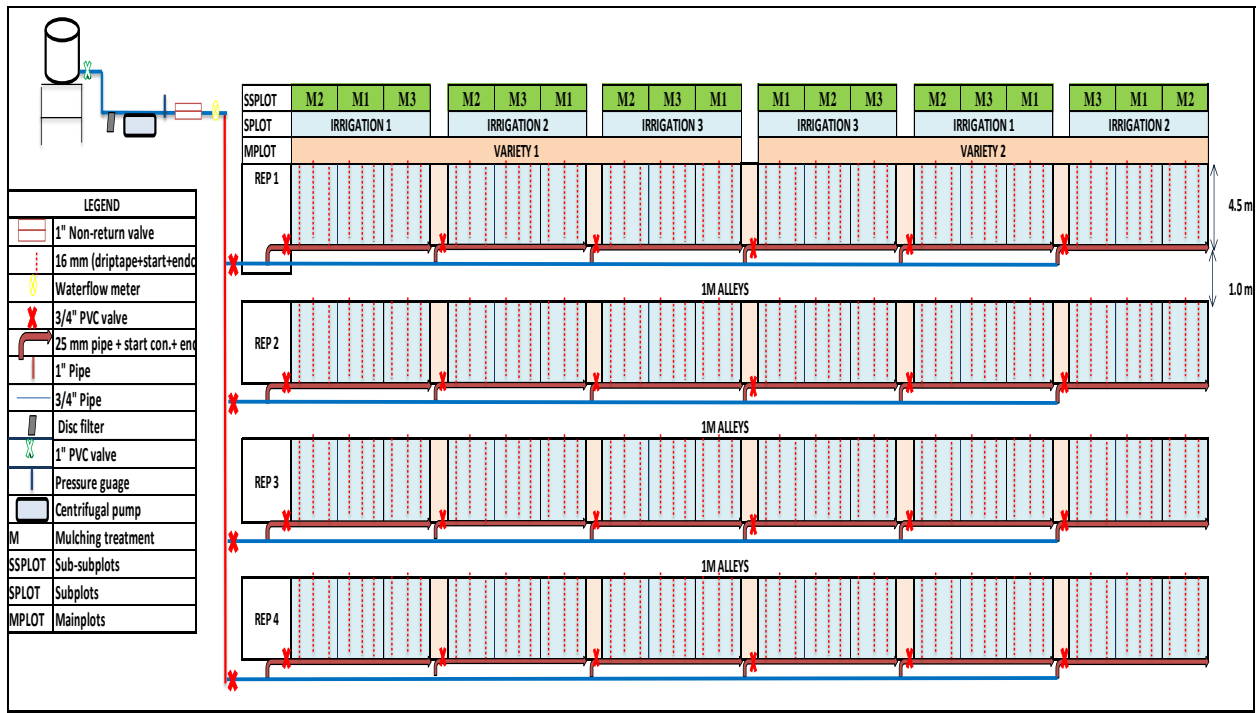 SSPLOT M2 M1 M3 M2 M3 M1 M2 M3 M1 M1 M2 M3 M2 M3 M1 M3 M1 M2
SPLOT IRRIGATION 1 IRRIGATION 2 IRRIGATION 3 IRRIGATION 3 IRRIGATION 1 IRRIGATION 2
MPLOT VARIETY 1 VARIETY 2
REP 1
4.5 m
1.0 m
1M ALLEYS
REP 2
1M ALLEYS
REP 3
1M ALLEYS
REP 4
LEGEND
1" Non-return valve
16 mm (driptape+start+endc
Waterflow meter
3/4" PVC valve
25 mm pipe + start con.+ enc
1" Pipe
3/4" Pipe
Disc filter
1" PVC valve
Pressure guage
Centrifugal pump
M Mulching treatment
SSPLOT Sub-subplots
SPLOT Subplots
MPLOT Mainplots